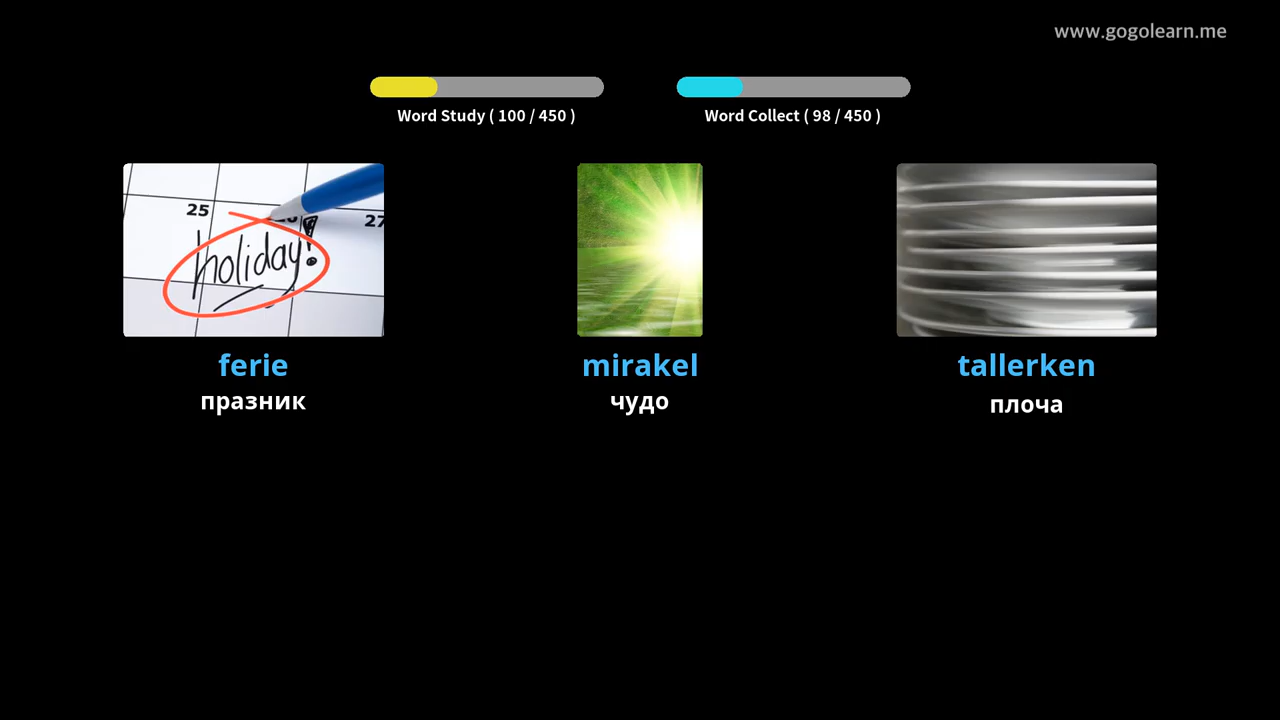 www.gogolearn.me
Word Study ( 100 / 450 )
Word Collect ( 98 / 450 )
25
27
holiday!
ferie
mirakel
tallerken
празник
чудо
плоча